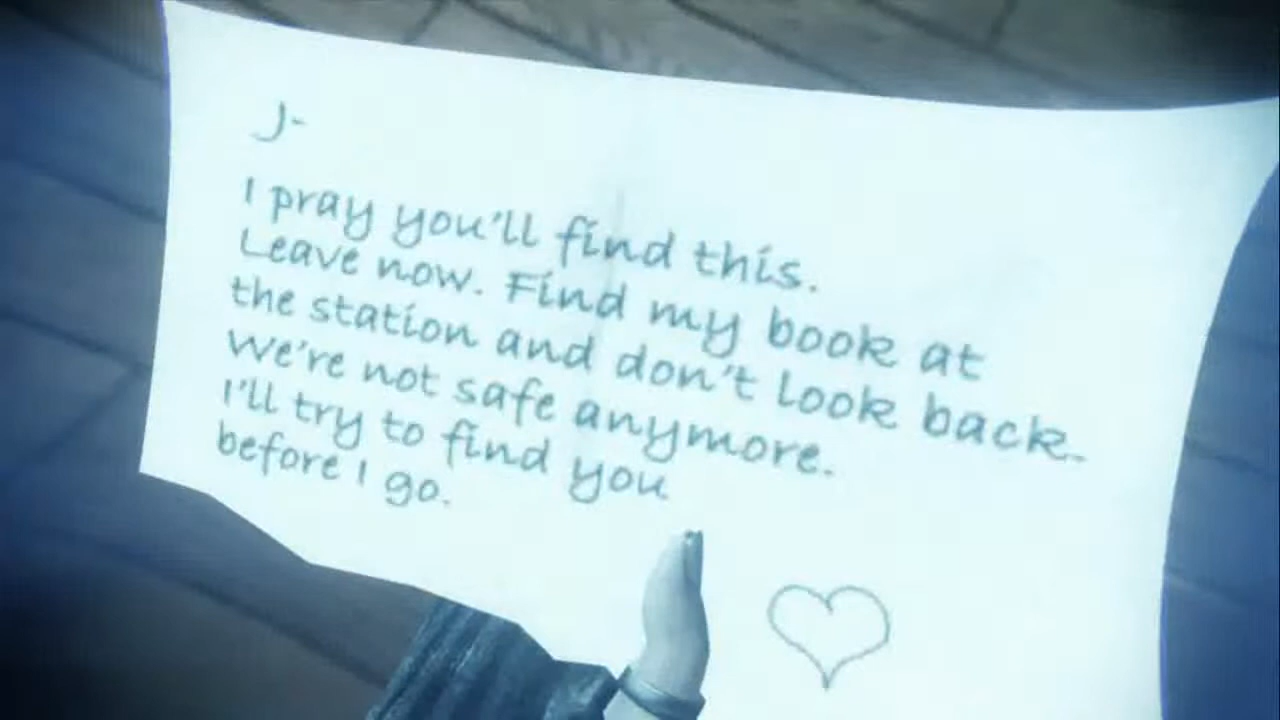 J-
I pray you'll find this.
Leave now. Find my book at
the station and don't look back.
We're not safe anymore.
I'll try to find you
before I go.